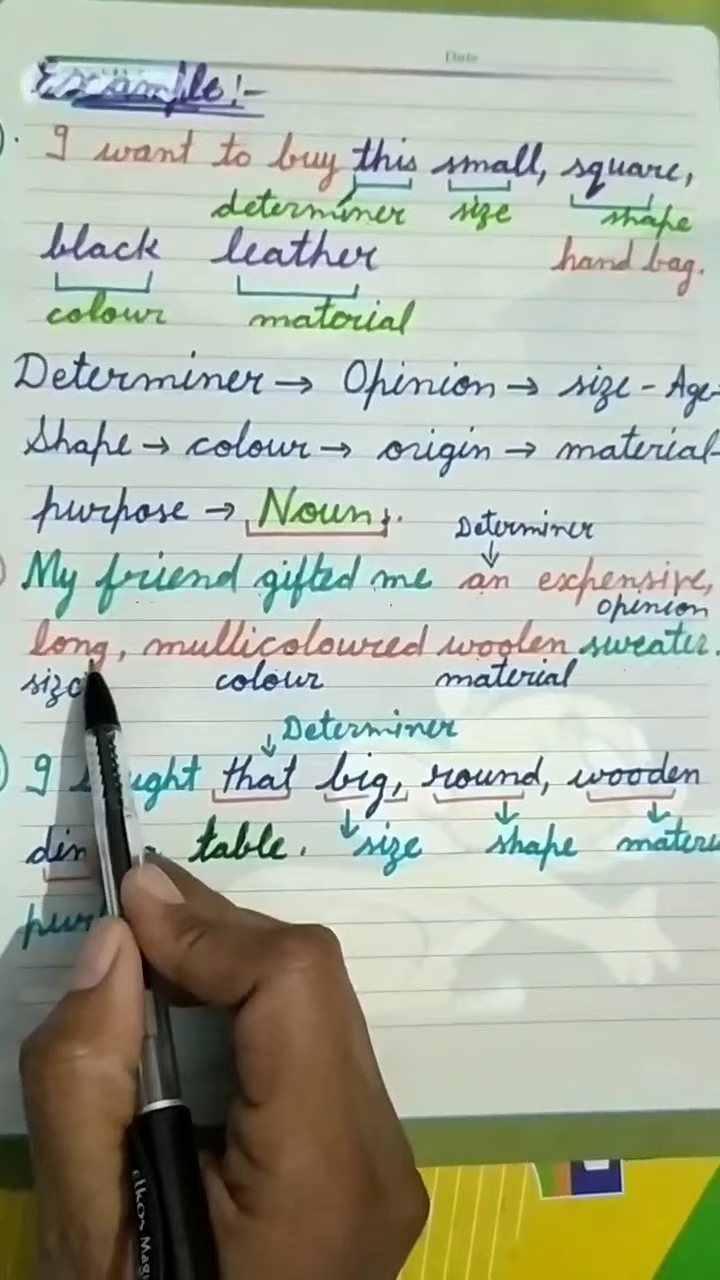 Date
Example:-
I want to buy this small, square,
determiner size shape
black leather hand bag.
colour material
Determiner → Opinion → size - Age-
Shape → colour → origin → material-
purpose → Noun.
Determiner
My friend gifted me an expensive,
opinion
long, mullicoloured woolen sweater.
size colour material
Determiner
I that big, round, wooden
table. size shape